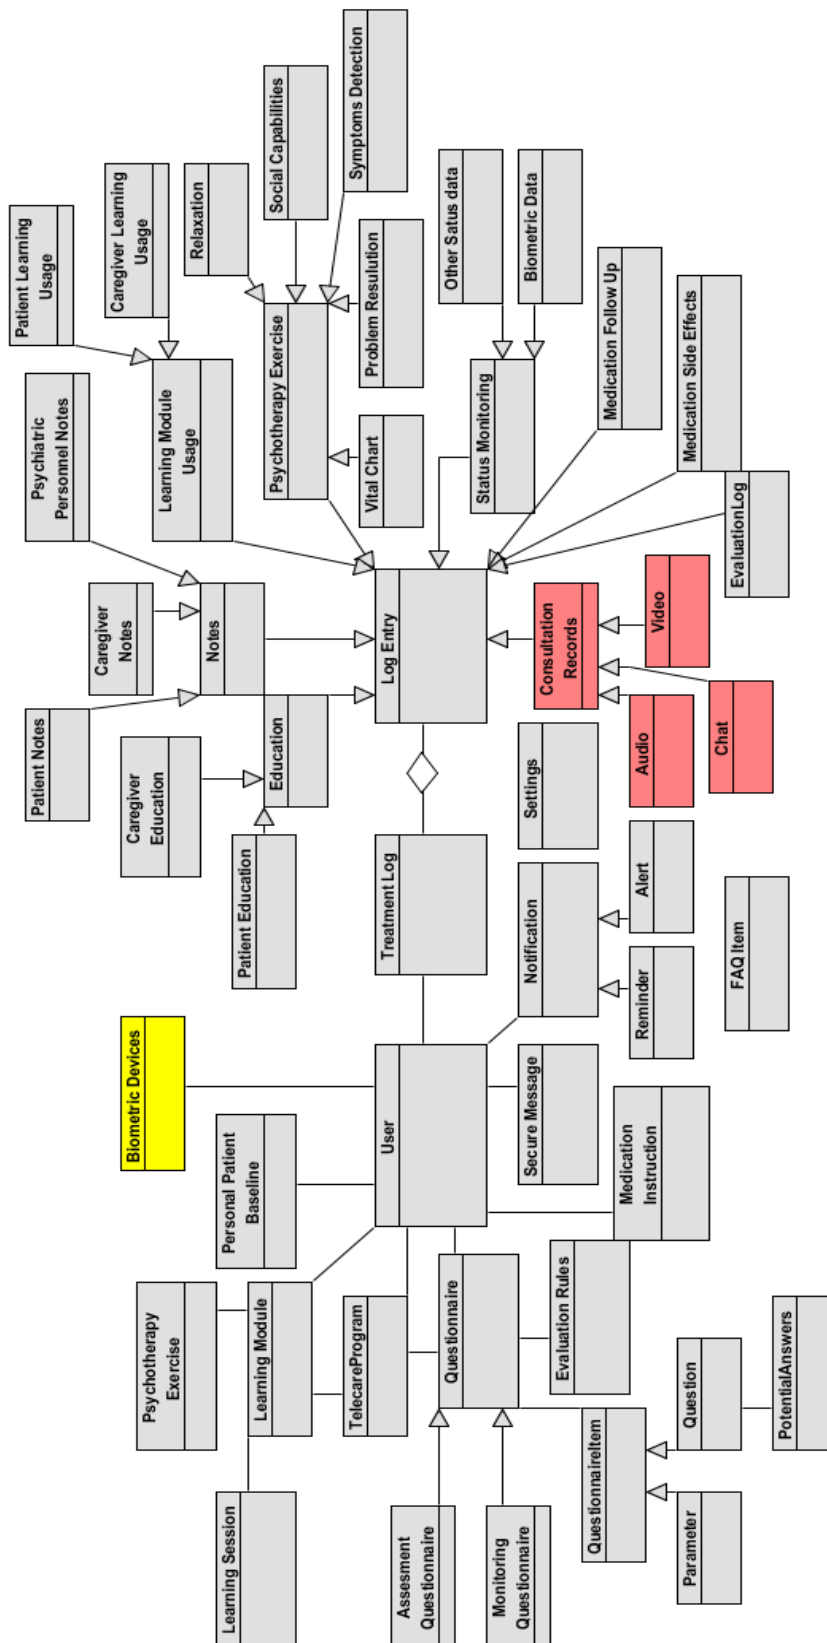 Patient Learning
Usage
Caregiver Learning
Usage
Relaxation
Social Capabilities
Symptoms Detection
Psychiatric
Personnel Notes
Learning Module
Usage
Psychotherapy Exercise
Problem Resulution
Vital Chart
Other Satus data
Biometric Data
Status Monitoring
Medication Follow Up
Medication Side Effects
EvaluationLog
Caregiver
Notes
Patient Notes
Notes
Caregiver
Education
Education
Patient Education
Log Entry
Consultation
Records
Video
Audio
Chat
Settings
Treatment Log
Notification
Alert
Reminder
FAQ Item
Biometric Devices
Personal Patient
Baseline
User
Secure Message
Medication
Instruction
Psychotherapy
Exercise
Learning Module
TelecareProgram
Questionnaire
Evaluation Rules
Learning Session
Assesment
Questionnaire
Monitoring
Questionnaire
QuestionnaireItem
Question
Parameter
PotentialAnswers